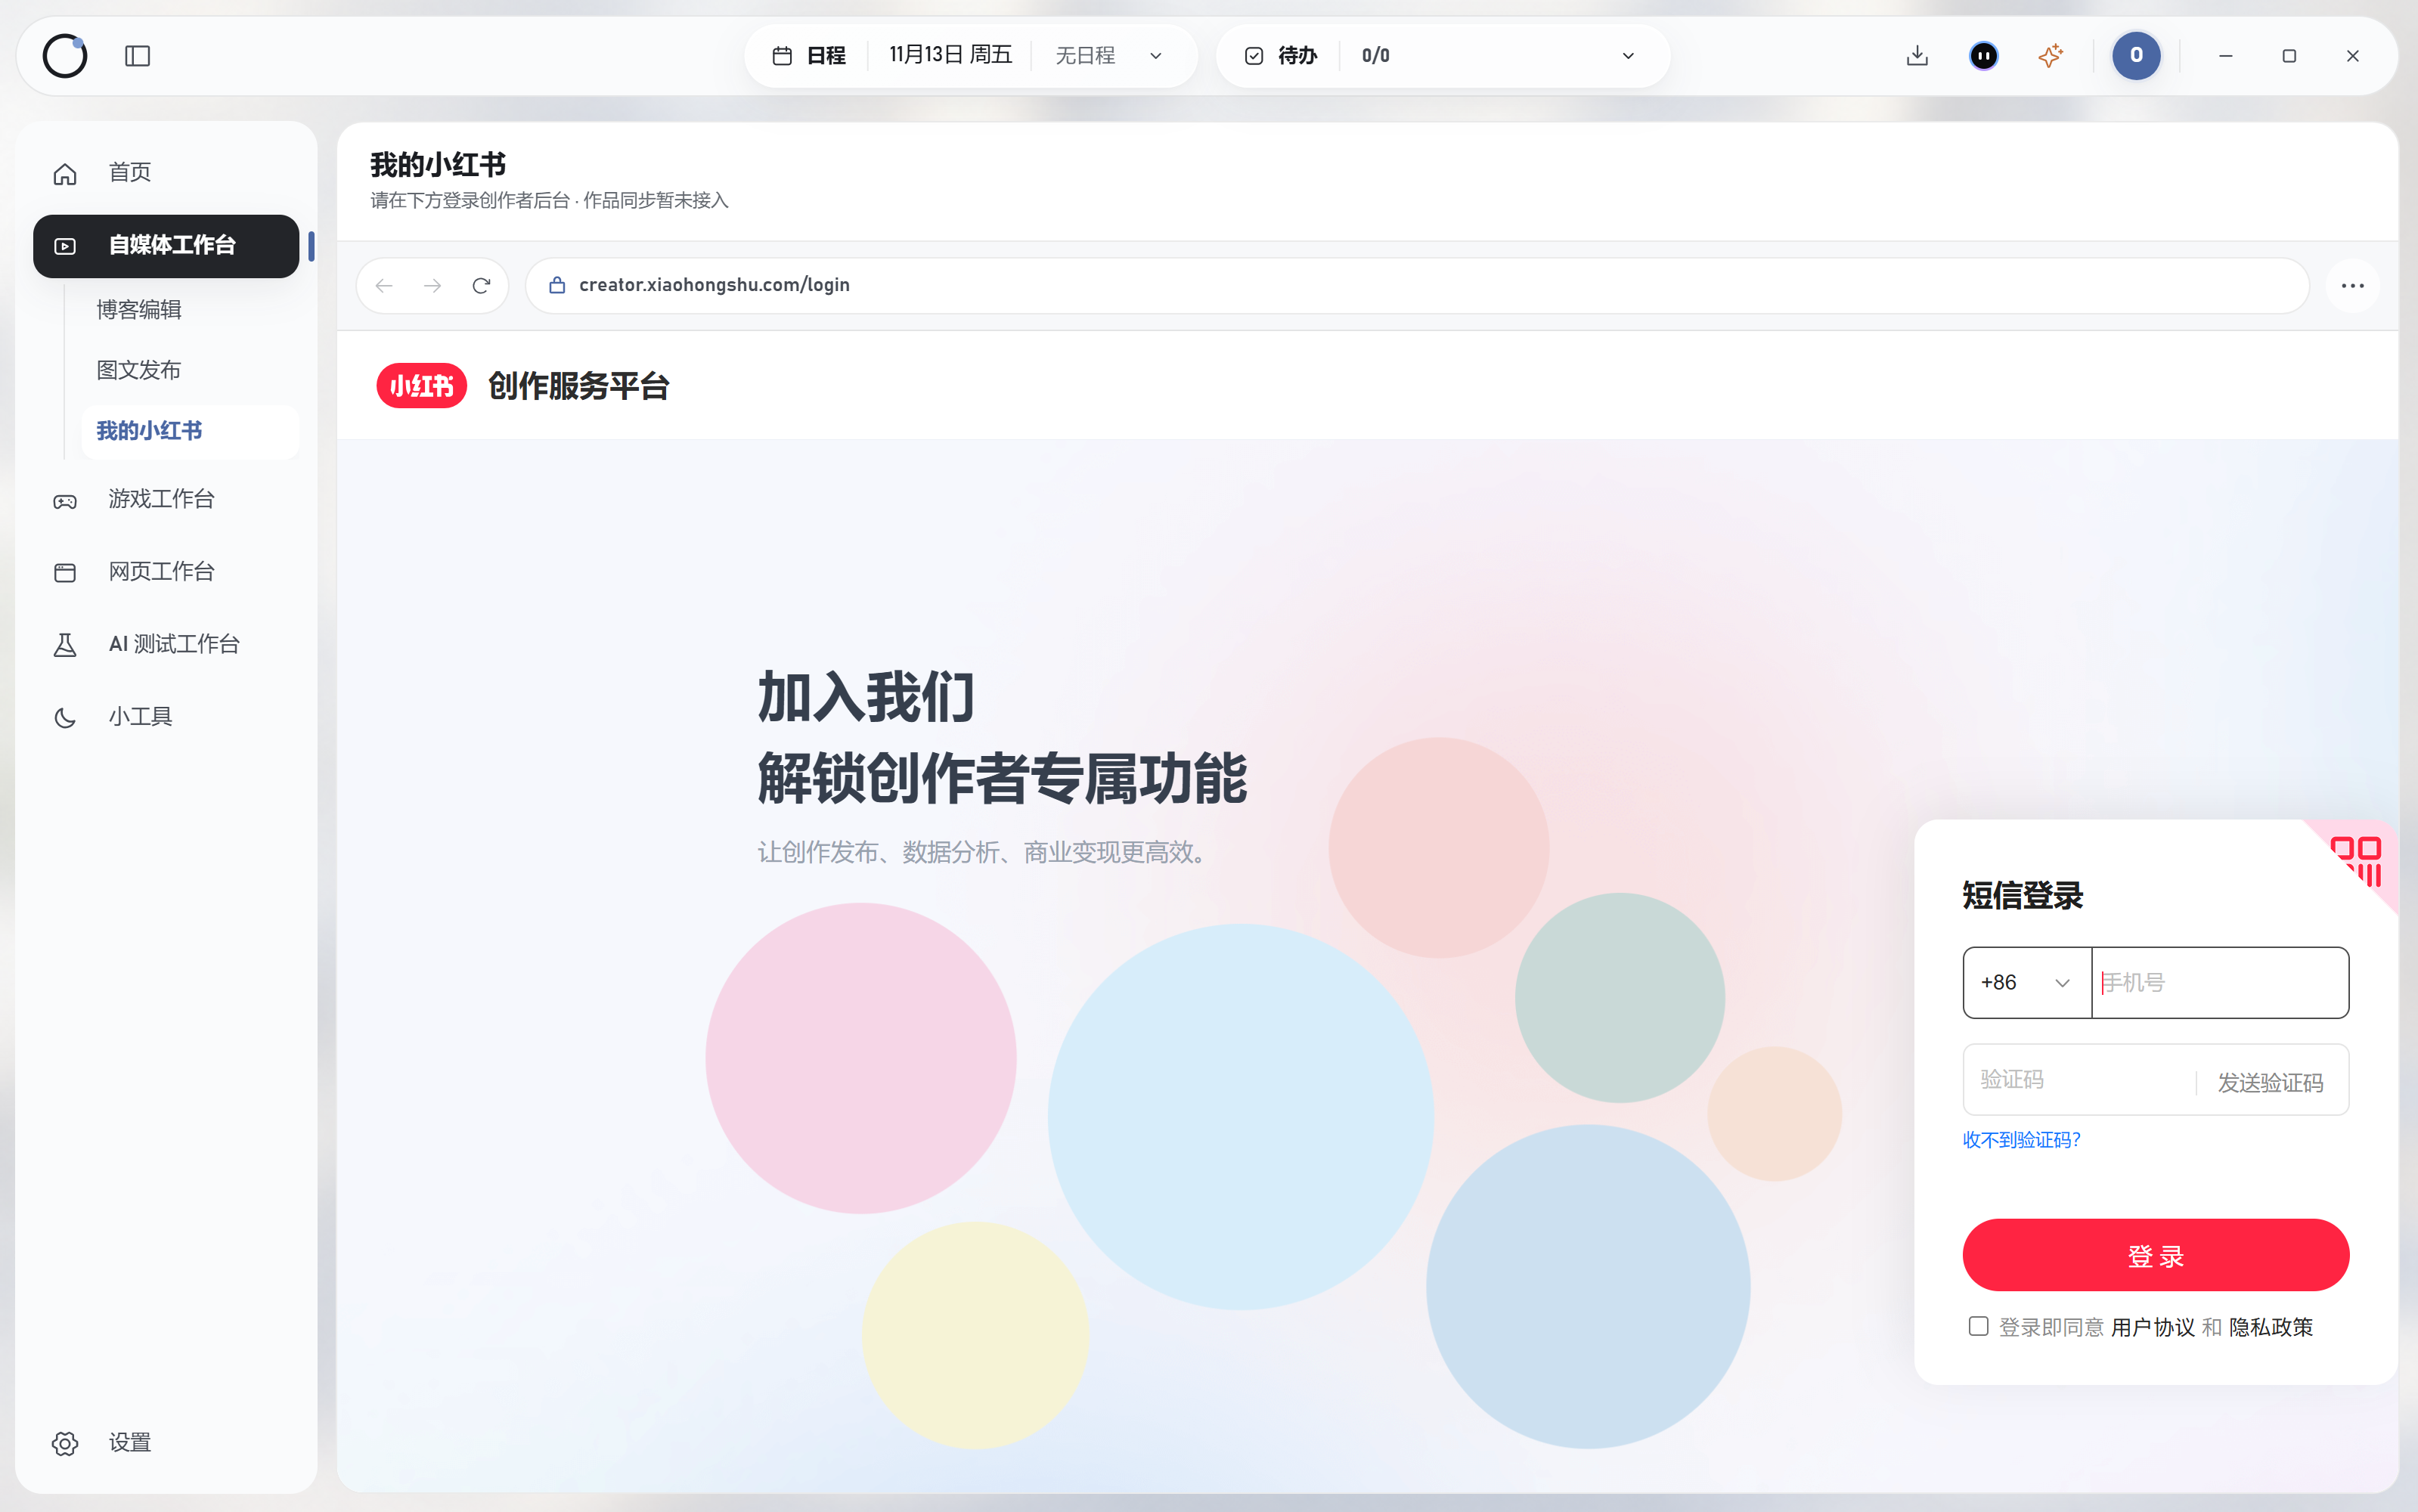 日程 11月13日 周五 无日程
待办 0/0
0
首页
自媒体工作台
博客编辑
图文发布
我的小红书
游戏工作台
网页工作台
AI 测试工作台
小工具
设置
我的小红书
请在下方登录创作者后台 · 作品同步暂未接入
creator.xiaohongshu.com/login
小红书 创作服务平台
加入我们
解锁创作者专属功能
让创作发布、数据分析、商业变现更高效。
短信登录
+86 手机号
验证码 发送验证码
收不到验证码?
登 录
登录即同意 用户协议 和 隐私政策